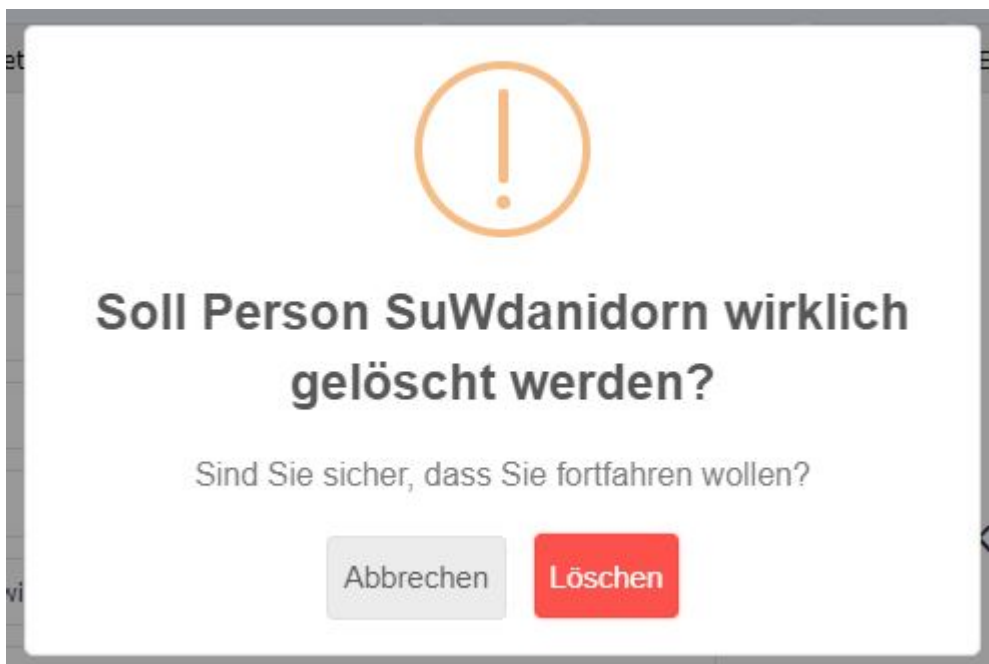 Soll Person SuWdanidorn wirklich
gelöscht werden?
Sind Sie sicher, dass Sie fortfahren wollen?
Abbrechen
Löschen